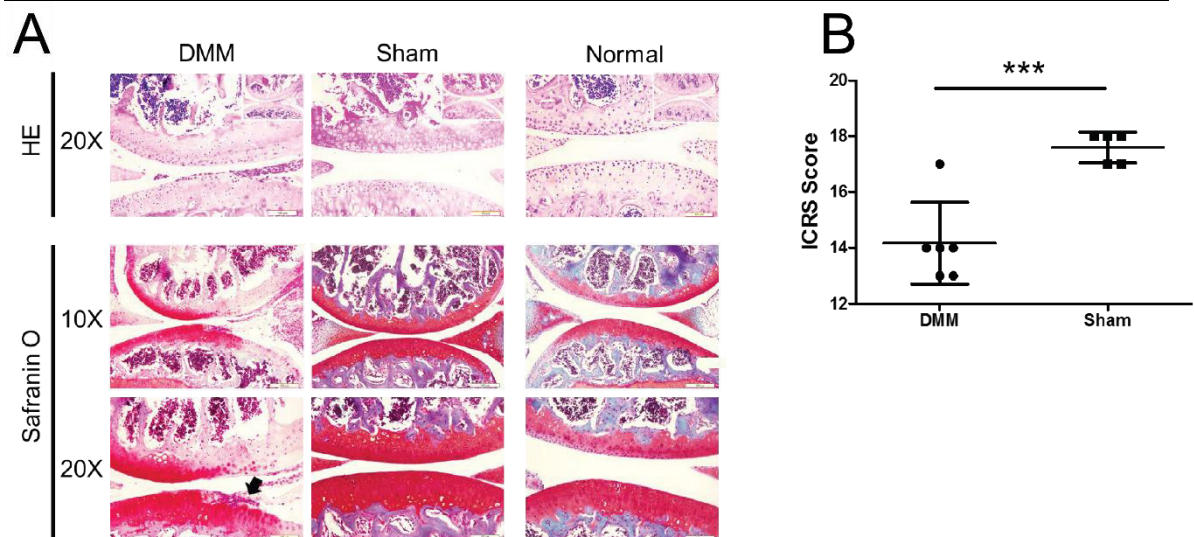 A
B
DMM
Sham
Normal
HE
20X
Safranin O
10X
20X
***
20
18
16
14
12
ICRS Score
DMM
Sham